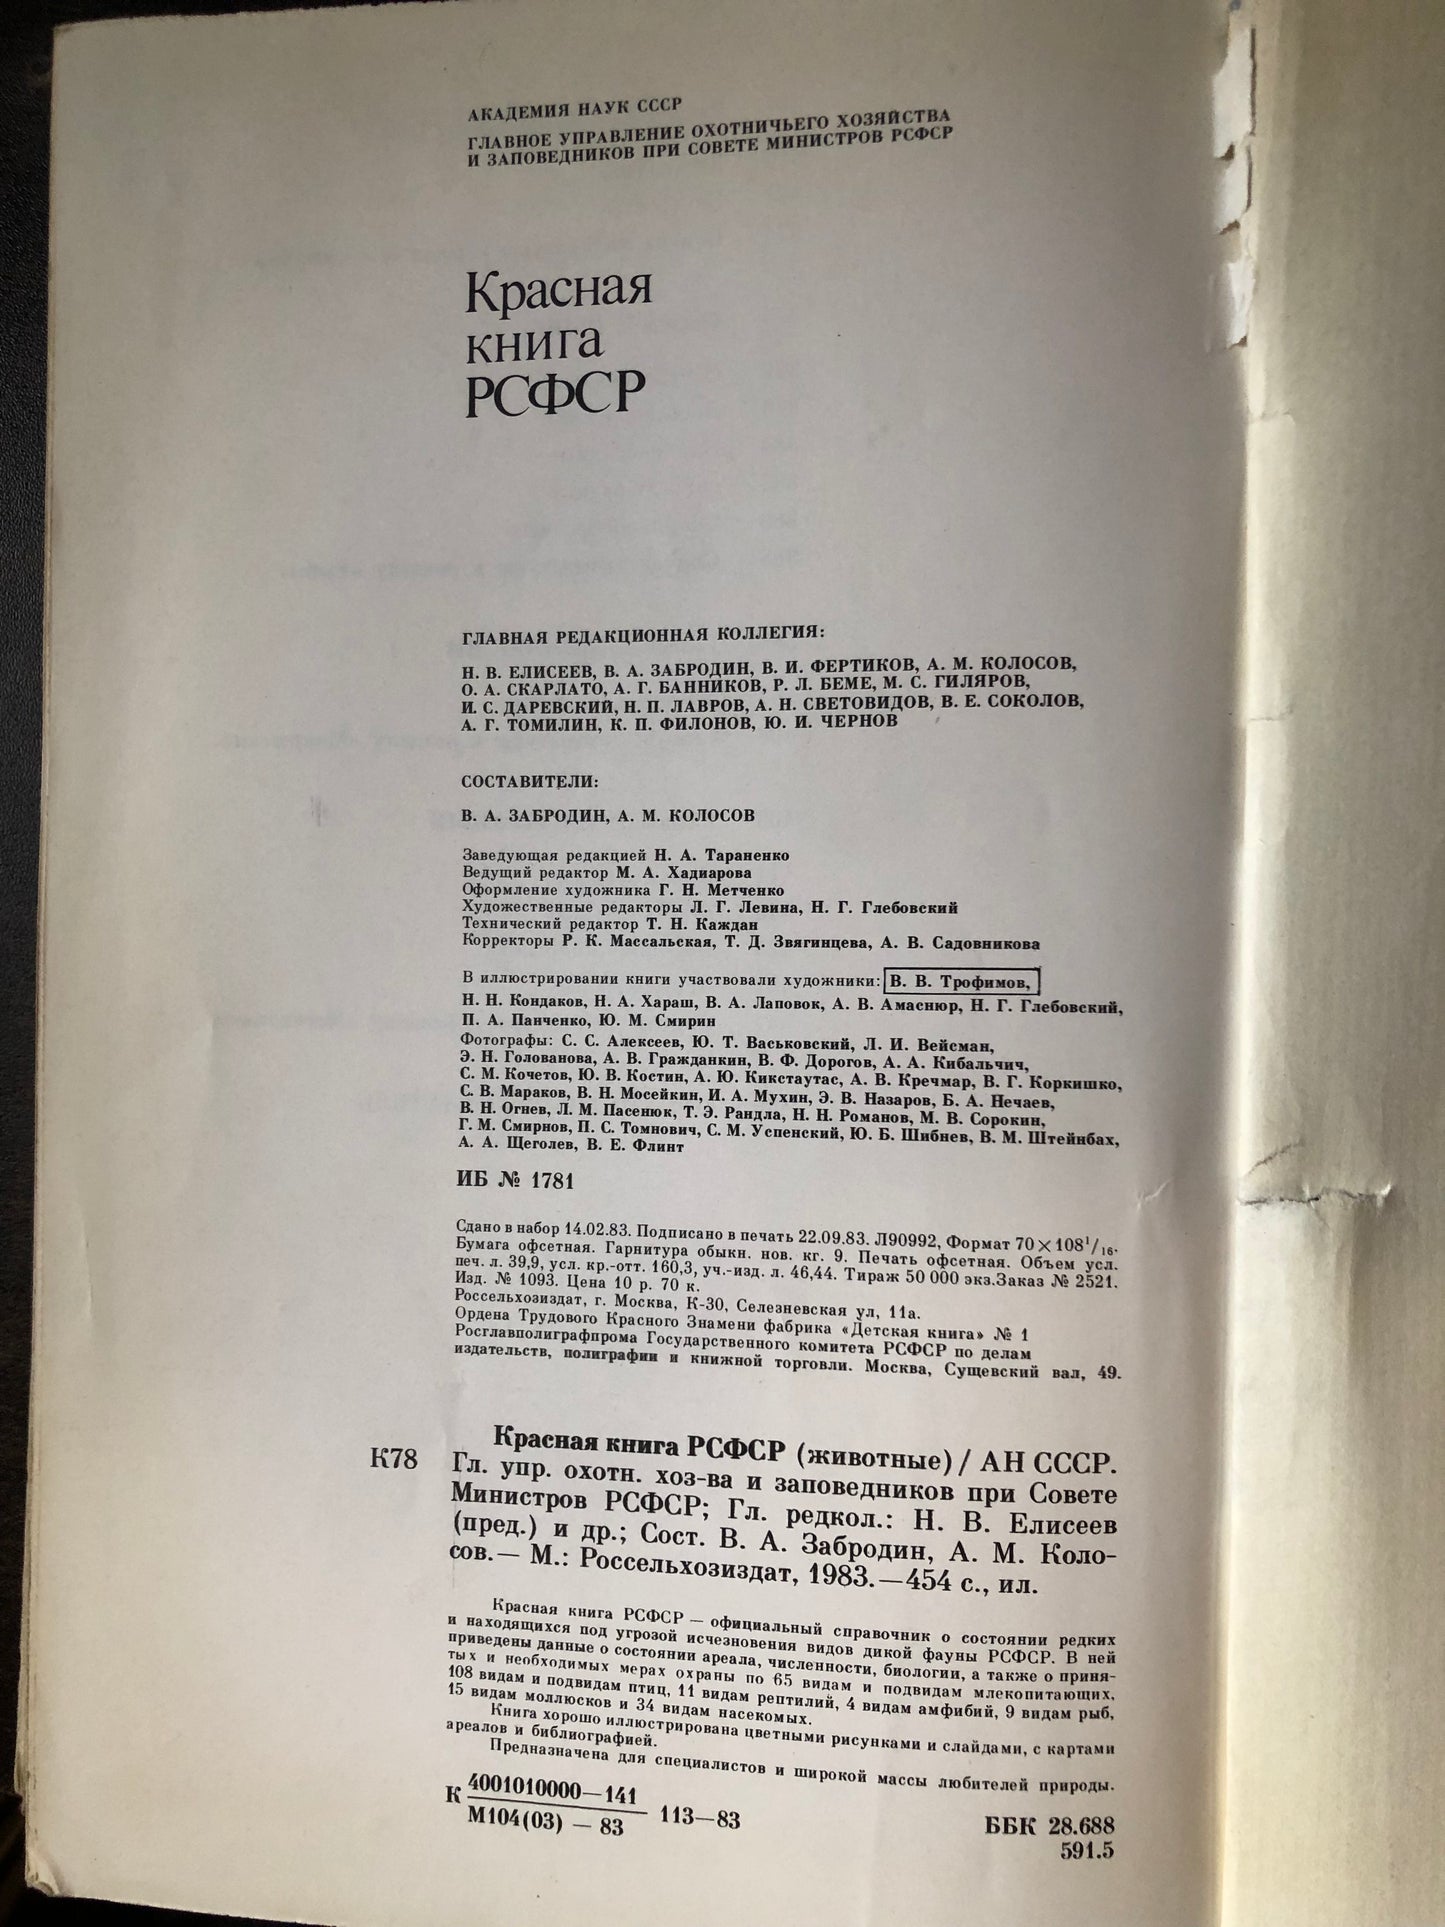 АКАДЕМИЯ НАУК СССР
ГЛАВНОЕ УПРАВЛЕНИЕ ОХОТНИЧЬЕГО ХОЗЯЙСТВА
И ЗАПОВЕДНИКОВ ПРИ СОВЕТЕ МИНИСТРОВ РСФСР
Красная
книга
РСФСР
ГЛАВНАЯ РЕДАКЦИОННАЯ КОЛЛЕГИЯ:
Н. В. ЕЛИСЕЕВ, В. А. ЗАБРОДИН, В. И. ФЕРТИКОВ, А. М. КОЛОСОВ,
О. А. СКАРЛАТО, А. Г. БАННИКОВ, Р. Л. БЕМЕ, М. С. ГИЛЯРОВ,
И. С. ДАРЕВСКИЙ, Н. П. ЛАВРОВ, А. Н. СВЕТОВИДОВ, В. Е. СОКОЛОВ,
А. Г. ТОМИЛИН, К. П. ФИЛОНОВ, Ю. И. ЧЕРНОВ
СОСТАВИТЕЛИ:
В. А. ЗАБРОДИН, А. М. КОЛОСОВ
Заведующая редакцией Н. А. Тараненко
Ведущий редактор М. А. Хадиарова
Оформление художника Г. Н. Метченко
Художественные редакторы Л. Г. Левина, Н. Г. Глебовский
Технический редактор Т. Н. Каждан
Корректоры Р. К. Массальская, Т. Д. Звягинцева, А. В. Садовникова
В иллюстрировании книги участвовали художники: В. В. Трофимов,
Н. Н. Кондаков, Н. А. Хараш, В. А. Лаповок, А. В. Амаснюр, Н. Г. Глебовский,
П. А. Панченко, Ю. М. Смирин
Фотографы: С. С. Алексеев, Ю. Т. Васьковский, Л. И. Вейсман,
Э. Н. Голованова, А. В. Гражданкин, В. Ф. Дорогов, А. А. Кибальчич,
С. М. Кочетов, Ю. В. Костин, А. Ю. Кикстаутас, А. В. Кречмар, В. Г. Коркишко,
С. В. Мараков, В. Н. Мосейкин, И. А. Мухин, Э. В. Назаров, Б. А. Нечаев,
В. Н. Огнев, Л. М. Пасенюк, Т. Э. Рандла, Н. Н. Романов, М. В. Сорокин,
Г. М. Смирнов, П. С. Томнович, С. М. Успенский, Ю. Б. Шибнев, В. М. Штейнбах,
А. А. Щеголев, В. Е. Флинт
ИБ № 1781
Сдано в набор 14.02.83. Подписано в печать 22.09.83. Л90992, Формат 70×108¹/₁₆.
Бумага офсетная. Гарнитура обыкн. нов. кг. 9. Печать офсетная. Объем усл.
печ. л. 39,9, усл. кр.-отт. 160,3, уч.-изд. л. 46,44. Тираж 50 000 экз.Заказ № 2521.
Изд. № 1093. Цена 10 р. 70 к.
Россельхозиздат, г. Москва, К-30, Селезневская ул, 11а.
Ордена Трудового Красного Знамени фабрика «Детская книга» № 1
Росглавполиграфпрома Государственного комитета РСФСР по делам
издательств, полиграфии и книжной торговли. Москва, Сущевский вал, 49.
Красная книга РСФСР (животные) / АН СССР.
К78 Гл. упр. охотн. хоз-ва и заповедников при Совете
Министров РСФСР; Гл. редкол.: Н. В. Елисеев
(пред.) и др.; Сост. В. А. Забродин, А. М. Коло-
сов.— М.: Россельхозиздат, 1983.—454 с., ил.
Красная книга РСФСР — официальный справочник о состоянии редких
и находящихся под угрозой исчезновения видов дикой фауны РСФСР. В ней
приведены данные о состоянии ареала, численности, биологии, а также о приня-
тых и необходимых мерах охраны по 65 видам и подвидам млекопитающих,
108 видам и подвидам птиц, 11 видам рептилий, 4 видам амфибий, 9 видам рыб,
15 видам моллюсков и 34 видам насекомых.
Книга хорошо иллюстрирована цветными рисунками и слайдами, с картами
ареалов и библиографией.
Предназначена для специалистов и широкой массы любителей природы.
К 4001010000—141
М104(03) — 83 113—83
ББК 28.688
591.5